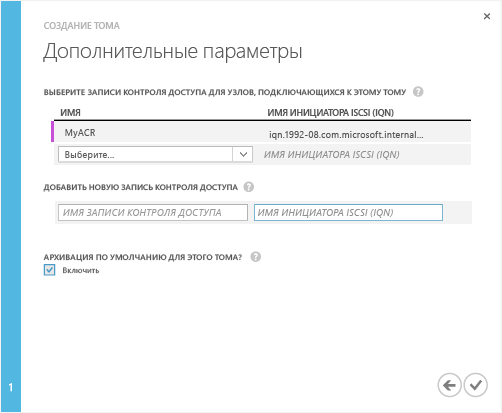 СОЗДАНИЕ ТОМА
Дополнительные параметры
ВЫБЕРИТЕ ЗАПИСИ КОНТРОЛЯ ДОСТУПА ДЛЯ УЗЛОВ, ПОДКЛЮЧАЮЩИХСЯ К ЭТОМУ ТОМУ ?
ИМЯ ИМЯ ИНИЦИАТОРА ISCSI (IQN)
MyACR iqn.1992-08.com.microsoft.internal...
Выберите... ИМЯ ИНИЦИАТОРА ISCSI (IQN)
ДОБАВИТЬ НОВУЮ ЗАПИСЬ КОНТРОЛЯ ДОСТУПА ?
ИМЯ ЗАПИСИ КОНТРОЛЯ ДОСТУПА ИМЯ ИНИЦИАТОРА ISCSI (IQN)
АРХИВАЦИЯ ПО УМОЛЧАНИЮ ДЛЯ ЭТОГО ТОМА? ?
Включить
1